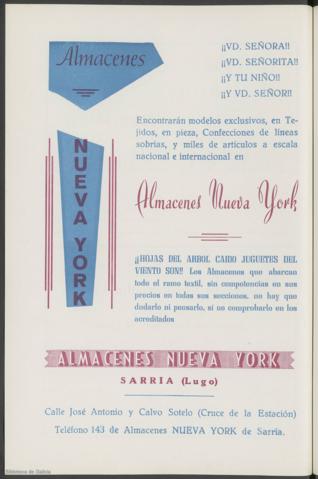 Almacenes
NUEVA YORK
¡¡VD. SEÑORA!!
¡¡VD. SEÑORITA!!
¡Y TU NIÑO!!
¡Y VD. SEÑOR!!
Encontrarán modelos exclusivos, en Te-
jidos, en pieza, Confecciones de líneas
sobrias, y miles de artículos a escala
nacional e internacional en
Almacenes Nueva York
¡¡HOJAS DEL ARBOL CAIDO JUGUETES DEL
VIENTO SON!! Los Almacenes que abarcan
todo el ramo textil, sin competencias en sus
precios en todas sus secciones, no hay que
dudarlo ni pensarlo, si no comprobarlo en los
acreditados
ALMACENES NUEVA YORK
SARRIA (Lugo)
Calle José Antonio y Calvo Sotelo (Cruce de la Estación)
Teléfono 143 de Almacenes NUEVA YORK de Sarria.
Biblioteca de Galicia